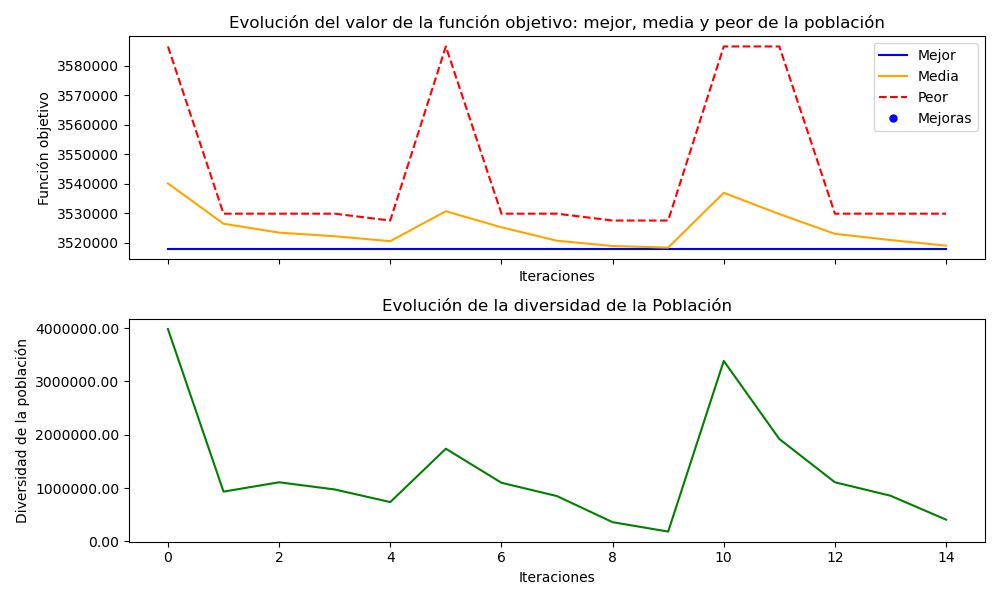 Evolución del valor de la función objetivo: mejor, media y peor de la población
Función objetivo
3580000
3570000
3560000
3550000
3540000
3530000
3520000
Mejor
Media
Peor
Mejoras
Iteraciones
Evolución de la diversidad de la Población
Diversidad de la población
4000000.00
3000000.00
2000000.00
1000000.00
0.00
0 2 4 6 8 10 12 14
Iteraciones